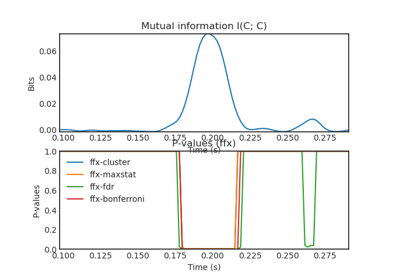 Mutual information I(C; C)
0.06
0.04
0.02
0.00
Bits
0.100 0.125 0.150 0.175 0.200 0.225 0.250 0.275
Time (s)
P-values (ffx)
1.0
0.8
0.6
0.4
0.2
0.0
P-values
ffx-cluster
ffx-maxstat
ffx-fdr
ffx-bonferroni
0.100 0.125 0.150 0.175 0.200 0.225 0.250 0.275
Time (s)